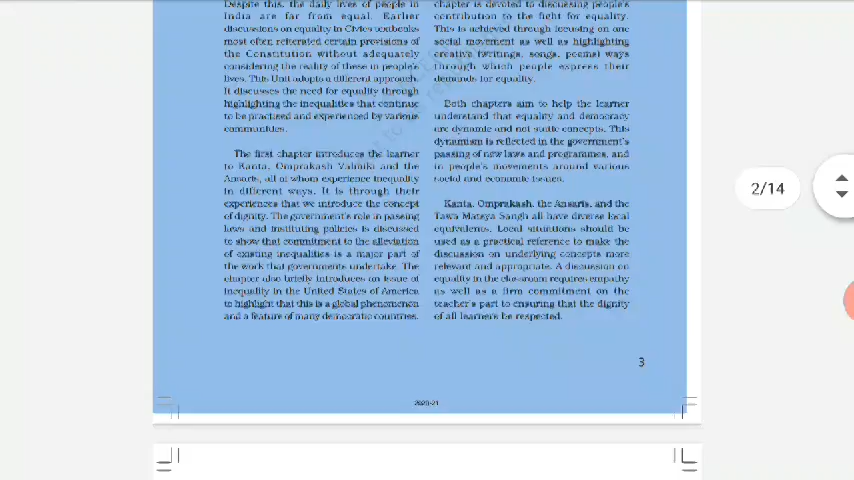 Despite this, the daily lives of people in
India are far from equal. Earlier
discussions on equality in Civics textbooks
most often reiterated certain provisions of
the Constitution without adequately
considering the reality of these in people's
lives. This Unit adopts a different approach.
It discusses the need for equality through
highlighting the inequalities that continue
to be practised and experienced by various
communities.
The first chapter introduces the learner
to Kanta, Omprakash Valmiki and the
Ansaris, all of whom experience inequality
in different ways. It is through their
experiences that we introduce the concept
of dignity. The government's role in passing
laws and instituting policies is discussed
to show that commitment to the alleviation
of existing inequalities is a major part of
the work that governments undertake. The
chapter also briefly introduces an issue of
inequality in the United States of America
to highlight that this is a global phenomenon
and a feature of many democratic countries.
chapter is devoted to discussing people's
contribution to the fight for equality.
This is achieved through focusing on one
social movement as well as highlighting
creative (writings, songs, poems) ways
through which people express their
demands for equality.
Both chapters aim to help the learner
understand that equality and democracy
are dynamic and not static concepts. This
dynamism is reflected in the government's
passing of new laws and programmes, and
in people's movements around various
social and economic issues.
Kanta, Omprakash, the Ansaris, and the
Tawa Matsya Sangh all have diverse local
equivalents. Local situations should be
used as a practical reference to make the
discussion on underlying concepts more
relevant and appropriate. A discussion on
equality in the classroom requires empathy
as well as a firm commitment on the
teacher's part to ensuring that the dignity
of all learners be respected.
3
2020-21
2/14